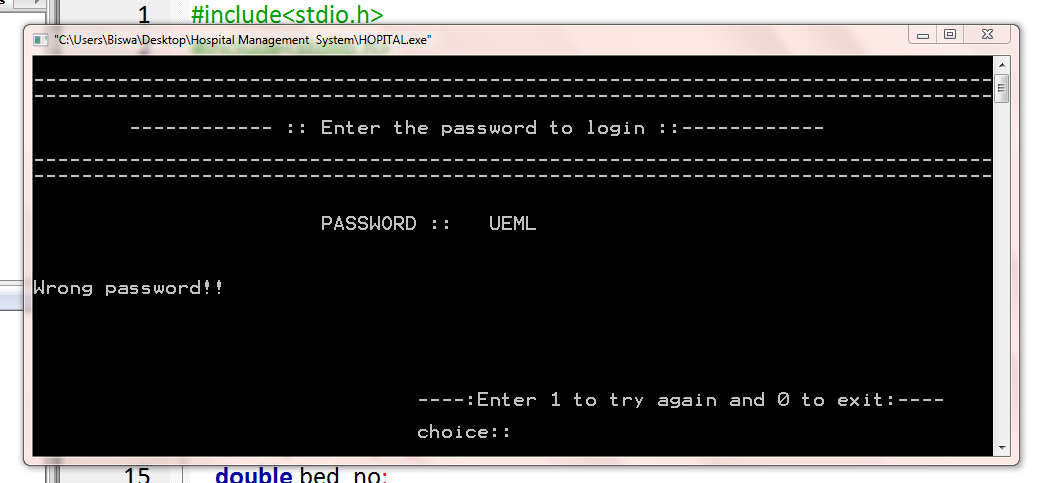 1 #include<stdio.h>
"C:\Users\Biswa\Desktop\Hospital Management System\HOPITAL.exe"
------------ :: Enter the password to login ::------------
PASSWORD :: UEML
Wrong password!!
----:Enter 1 to try again and 0 to exit:----
choice::
15 double bed_no;